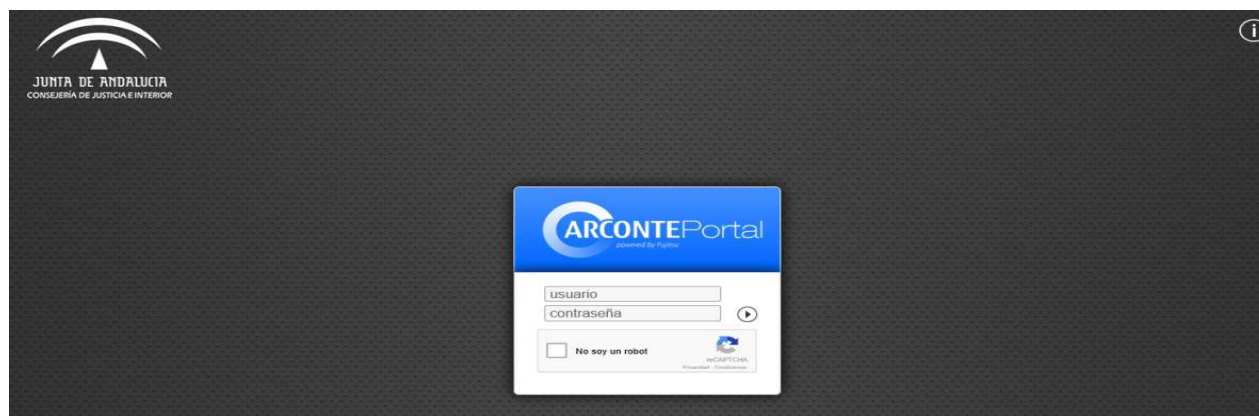 JUNTA DE ANDALUCIA
CONSEJERÍA DE JUSTICIA E INTERIOR
i
ARCONTEPortal
powered by Fujitsu
usuario
contraseña
No soy un robot
reCAPTCHA
Privacidad - Condiciones